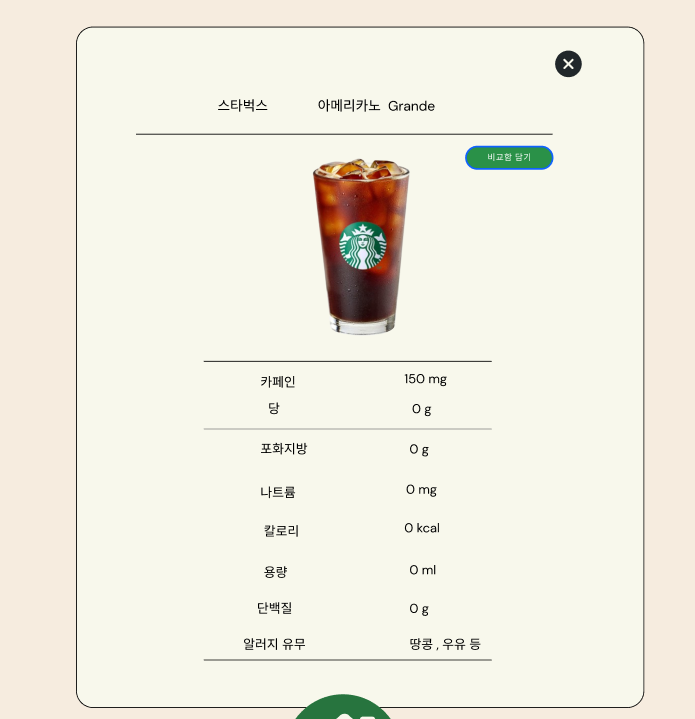 스타벅스 아메리카노 Grande
비교함 담기
카페인 150 mg
당 0 g
포화지방 0 g
나트륨 0 mg
칼로리 0 kcal
용량 0 ml
단백질 0 g
알러지 유무 땅콩 , 우유 등